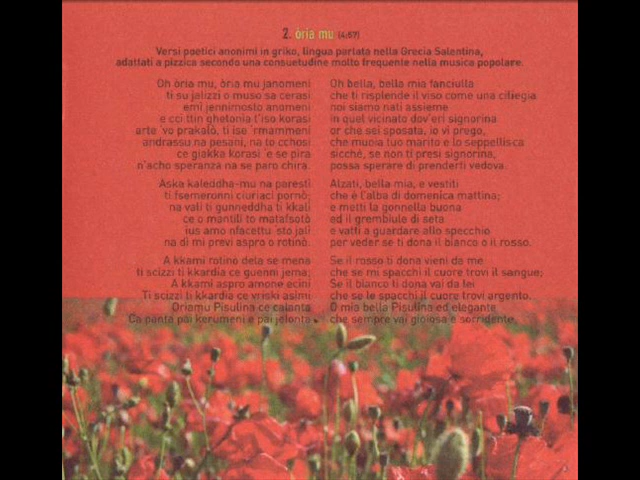 2. òria mu (4:57)
Versi poetici anonimi in griko, lingua parlata nella Grecìa Salentina,
adattati a pizzica secondo una consuetudine molto frequente nella musica popolare.
Oh òria mu, òria mu janomeni
ti su jalizzi o muso sa cerasi
emì jennimosto anomeni
e cci ttin ghetonia t'iso korasi
arte 'vo prakalò, ti ise 'rmammeni
andrassu na pesani, na to cchosi
ce giakka korasi 'e se pira
n'acho speranza na se paro chira.
Aska kaleddha-mu na parestì
ti fsemeronni ciuriaci pornò;
na vali ti gunneddha ti kkali
ce o mantili to matafsotò
ius amo nfacettu sto jali
na di mi previ aspro o rotinò.
A kkami rotino dela se mena
ti scizzi ti kkardia ce guenni jema;
A kkami aspro amone ecini
Ti scizzi ti kkardia ce vriski asimi
Oriamu Pisulina ce calanta
Ca panta pai kerumeni e pai jelonta
Oh bella, bella mia fanciulla
che ti risplende il viso come una ciliegia
noi siamo nati assieme
in quel vicinato dov'eri signorina
or che sei sposata, io vi prego,
che muoia tuo marito e lo seppellisca
sicché, se non ti presi signorina,
possa sperare di prenderti vedova.
Alzati, bella mia, e vestiti
che è l'alba di domenica mattina;
e metti la gonnella buona
ed il grembiule di seta
e vatti a guardare allo specchio
per veder se ti dona il bianco o il rosso.
Se il rosso ti dona vieni da me
che se mi spacchi il cuore trovi il sangue;
Se il bianco ti dona vai da lei
che se le spacchi il cuore trovi argento.
O mia bella Pisulina ed elegante
che sempre vai gioiosa e sorridente.